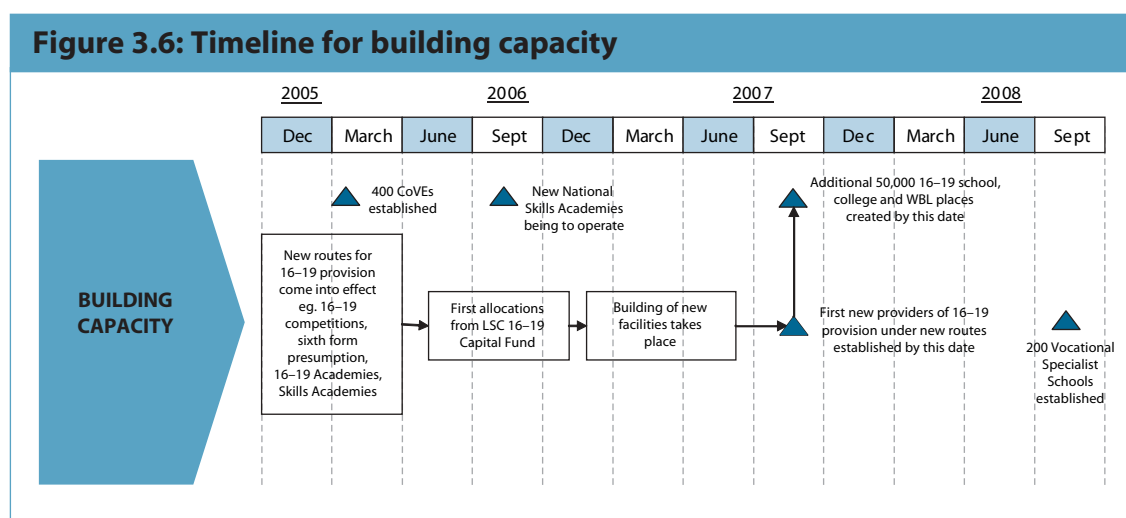 Figure 3.6: Timeline for building capacity
2005 2006 2007 2008
Dec March June Sept Dec March June Sept Dec March June Sept
BUILDING
CAPACITY
400 CoVEs
established
New National
Skills Academies
being to operate
Additional 50,000 16–19 school,
college and WBL places
created by this date
New routes for
16–19 provision
come into effect
eg. 16–19
competitions,
sixth form
presumption,
16–19 Academies,
Skills Academies
First allocations
from LSC 16–19
Capital Fund
Building of new
facilities takes
place
First new providers of 16–19
provision under new routes
established by this date
200 Vocational
Specialist
Schools
established